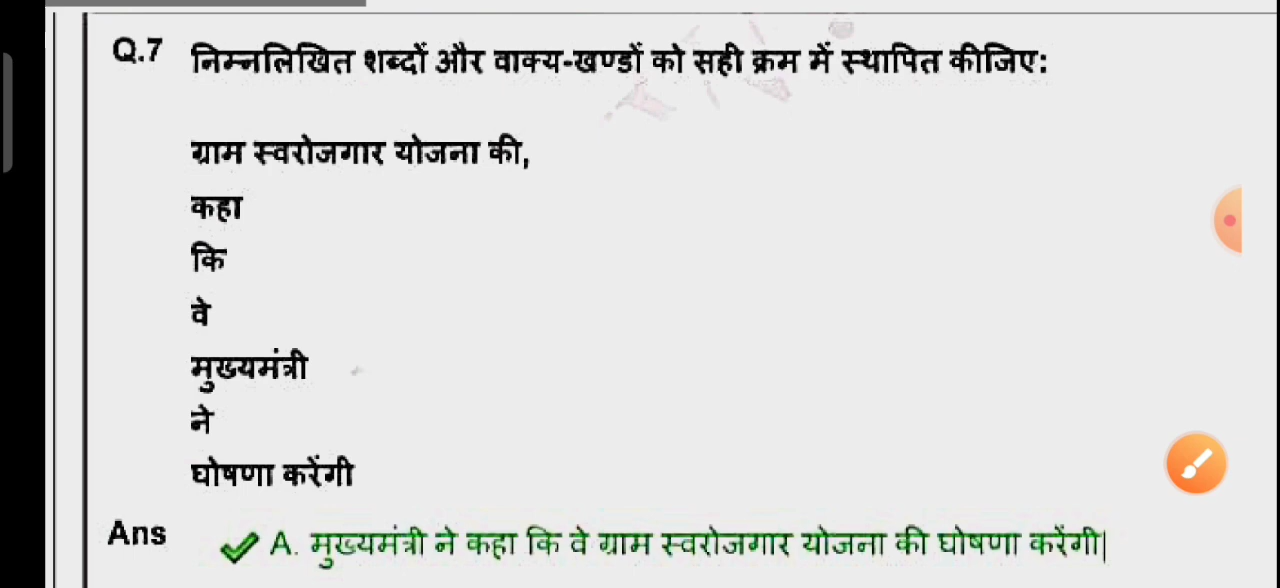 Q.7 निम्नलिखित शब्दों और वाक्य-खण्डों को सही क्रम में स्थापित कीजिए:
ग्राम स्वरोजगार योजना की,
कहा
कि
वे
मुख्यमंत्री
ने
घोषणा करेंगी
Ans A. मुख्यमंत्री ने कहा कि वे ग्राम स्वरोजगार योजना की घोषणा करेंगी|